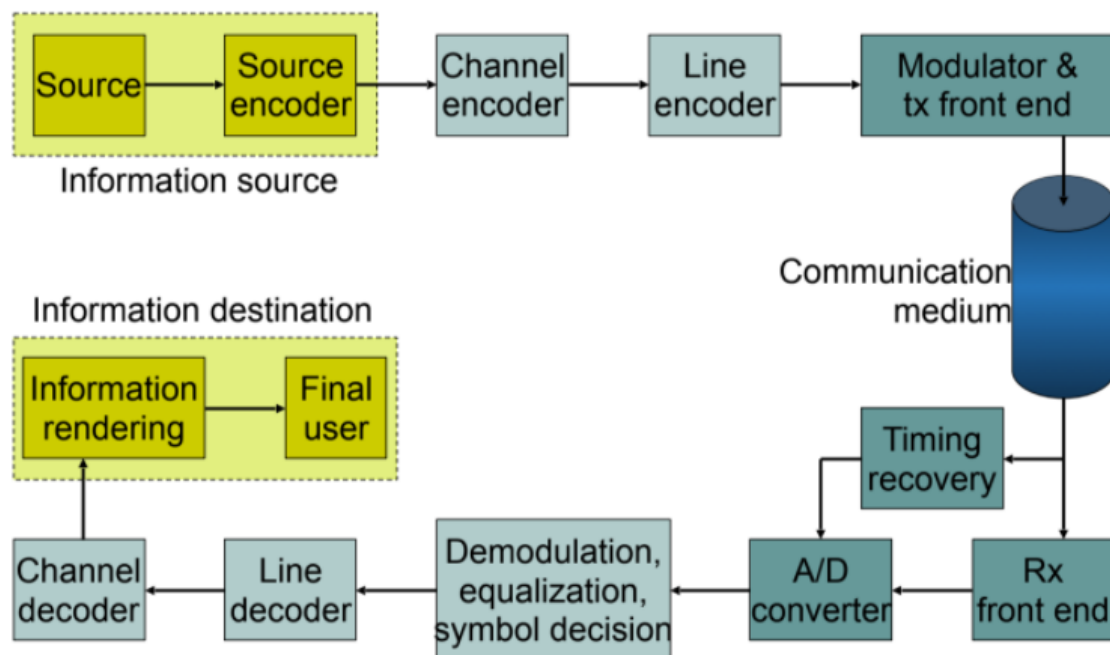 Source
Source
encoder
Channel
encoder
Line
encoder
Modulator &
tx front end
Information source
Communication
medium
Information destination
Information
rendering
Final
user
Timing
recovery
Channel
decoder
Line
decoder
Demodulation,
equalization,
symbol decision
A/D
converter
Rx
front end